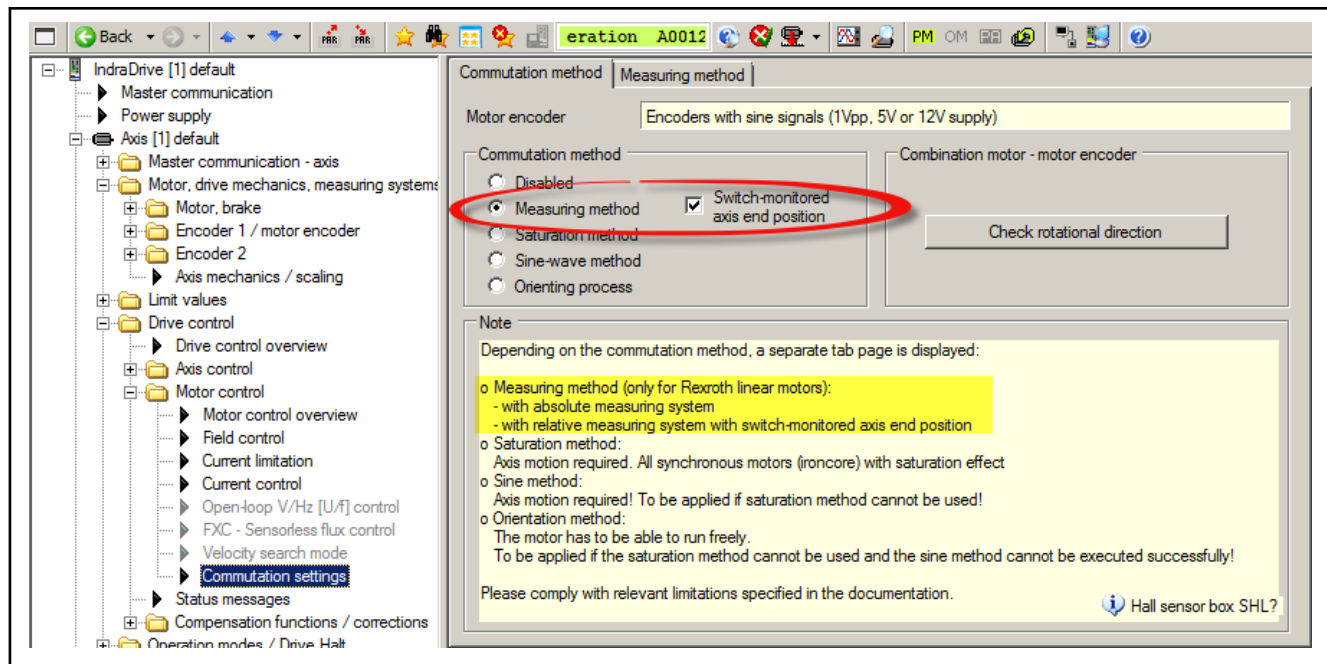 Back
PAR PAR
eration A0012
PM OM
IndraDrive [1] default
Master communication
Power supply
Axis [1] default
Master communication - axis
Motor, drive mechanics, measuring systems
Motor, brake
Encoder 1 / motor encoder
Encoder 2
Axis mechanics / scaling
Limit values
Drive control
Drive control overview
Axis control
Motor control
Motor control overview
Field control
Current limitation
Current control
Open-loop V/Hz [U/f] control
FXC - Sensorless flux control
Velocity search mode
Commutation settings
Status messages
Compensation functions / corrections
Operation modes / Drive Halt
Commutation method
Measuring method
Motor encoder
Encoders with sine signals (1Vpp, 5V or 12V supply)
Commutation method
Disabled
Measuring method
Switch-monitored
axis end position
Saturation method
Sine-wave method
Orienting process
Combination motor - motor encoder
Check rotational direction
Note
Depending on the commutation method, a separate tab page is displayed:
o Measuring method (only for Rexroth linear motors):
- with absolute measuring system
- with relative measuring system with switch-monitored axis end position
o Saturation method:
Axis motion required. All synchronous motors (ironcore) with saturation effect
o Sine method:
Axis motion required! To be applied if saturation method cannot be used!
o Orientation method:
The motor has to be able to run freely.
To be applied if the saturation method cannot be used and the sine method cannot be executed successfully!
Please comply with relevant limitations specified in the documentation.
Hall sensor box SHL?